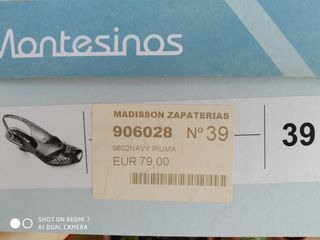 Montesinos
MADISSON ZAPATERIAS
906028 Nº 39
9602NAVY PIUMA
EUR 79,00
39
SHOT ON REDMI 7
AI DUAL CAMERA